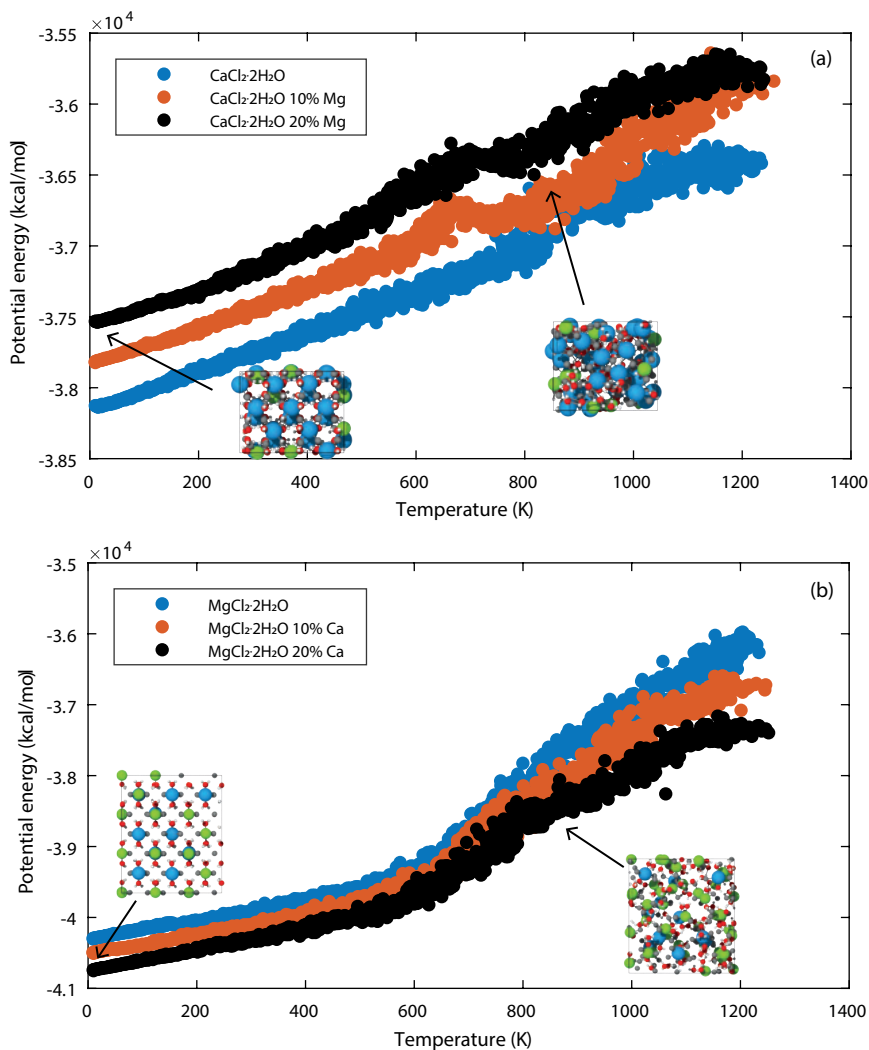 ×10⁴
-3.55
(a)
CaCl₂·2H₂O
CaCl₂·2H₂O 10% Mg
CaCl₂·2H₂O 20% Mg
-3.6
-3.65
-3.7
-3.75
-3.8
-3.85
Potential energy (kcal/mol)
0 200 400 600 800 1000 1200 1400
Temperature (K)
×10⁴
-3.5
(b)
MgCl₂·2H₂O
MgCl₂·2H₂O 10% Ca
MgCl₂·2H₂O 20% Ca
-3.6
-3.7
-3.8
-3.9
-4
-4.1
Potential energy (kcal/mol)
0 200 400 600 800 1000 1200 1400
Temperature (K)